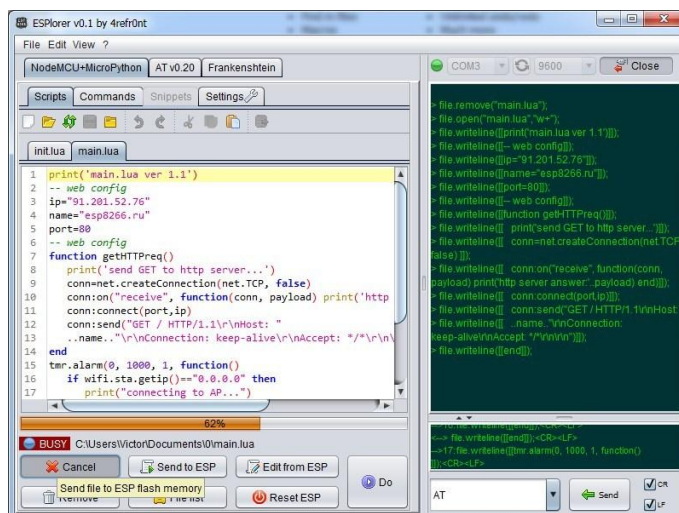 ESPlorer v0.1 by 4refr0nt
File Edit View ?
NodeMCU+MicroPython AT v0.20 Frankenshtein
Scripts Commands Snippets Settings
init.lua main.lua
1 print('main.lua ver 1.1')
2 -- web config
3 ip="91.201.52.76"
4 name="esp8266.ru"
5 port=80
6 -- web config
7 function getHTTPreq()
8 print('send GET to http server...')
9 conn=net.createConnection(net.TCP, false)
10 conn:on("receive", function(conn, payload) print('http
11 conn:connect(port,ip)
12 conn:send("GET / HTTP/1.1\r\nHost: "
13 ..name.."\r\nConnection: keep-alive\r\nAccept: */*\r\n\
14 end
15 tmr.alarm(0, 1000, 1, function()
16 if wifi.sta.getip()=="0.0.0.0" then
17 print("connecting to AP...")
62%
BUSY C:\Users\Victor\Documents\0\main.lua
Cancel Send to ESP Edit from ESP
Send file to ESP flash memory
Do
Remove File list Reset ESP
COM3 9600 Close
> file.remove("main.lua");
> file.open("main.lua","w+");
> file.writeline([[print('main.lua ver 1.1')]]);
> file.writeline([[-- web config]]);
> file.writeline([[ip="91.201.52.76"]]);
> file.writeline([[name="esp8266.ru"]]);
> file.writeline([[port=80]]);
> file.writeline([[-- web config]]);
> file.writeline([[function getHTTPreq()]]);
> file.writeline([[ print('send GET to http server...')]]);
> file.writeline([[ conn=net.createConnection(net.TCP,
false) ]]);
> file.writeline([[ conn:on("receive", function(conn,
payload) print('http server answer:'..payload) end)]]);
> file.writeline([[ conn:connect(port,ip)]]);
> file.writeline([[ conn:send("GET / HTTP/1.1\r\nHost:
> file.writeline([[ ..name.."\r\nConnection:
keep-alive\r\nAccept: */*\r\n\r\n")]]);
> file.writeline([[end]]);
-->16:file.writeline([[end]]);<CR><LF>
<--> file.writeline([[end]]);<CR><LF>
-->17:file.writeline([[tmr.alarm(0, 1000, 1, function()
]]);<CR><LF>
AT Send CR
LF